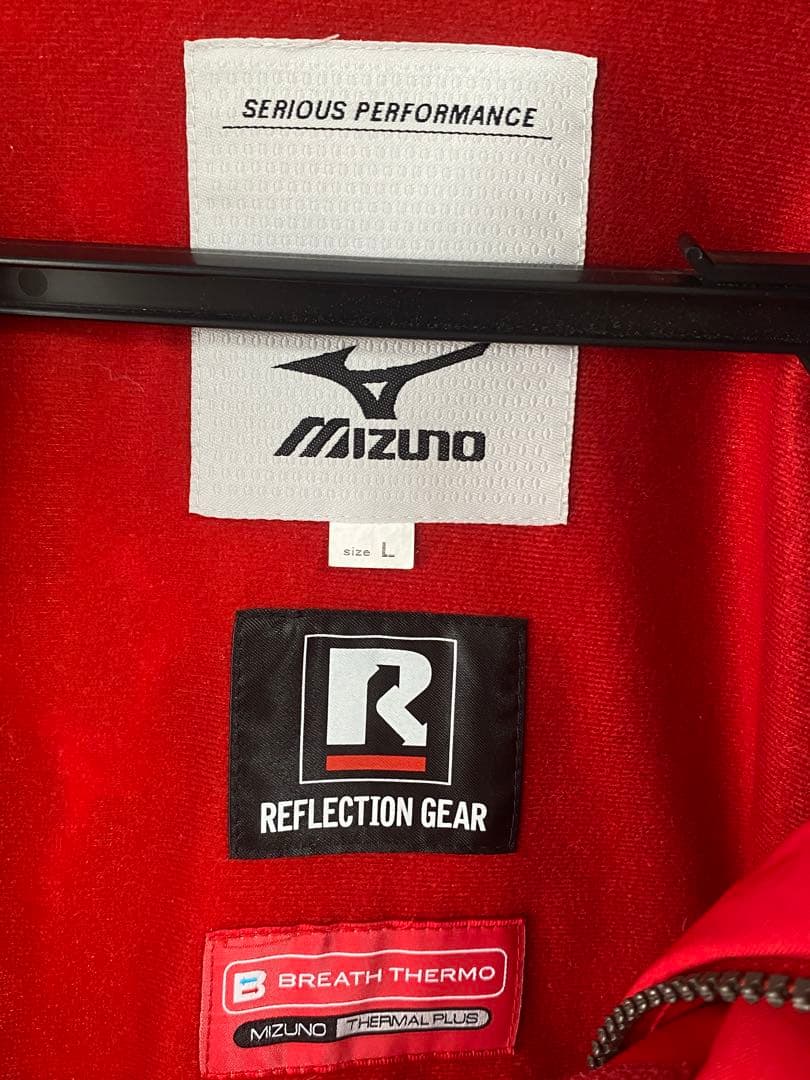 SERIOUS PERFORMANCE
MIZUNO
size L
R
REFLECTION GEAR
B BREATH THERMO
MIZUNO THERMAL PLUS